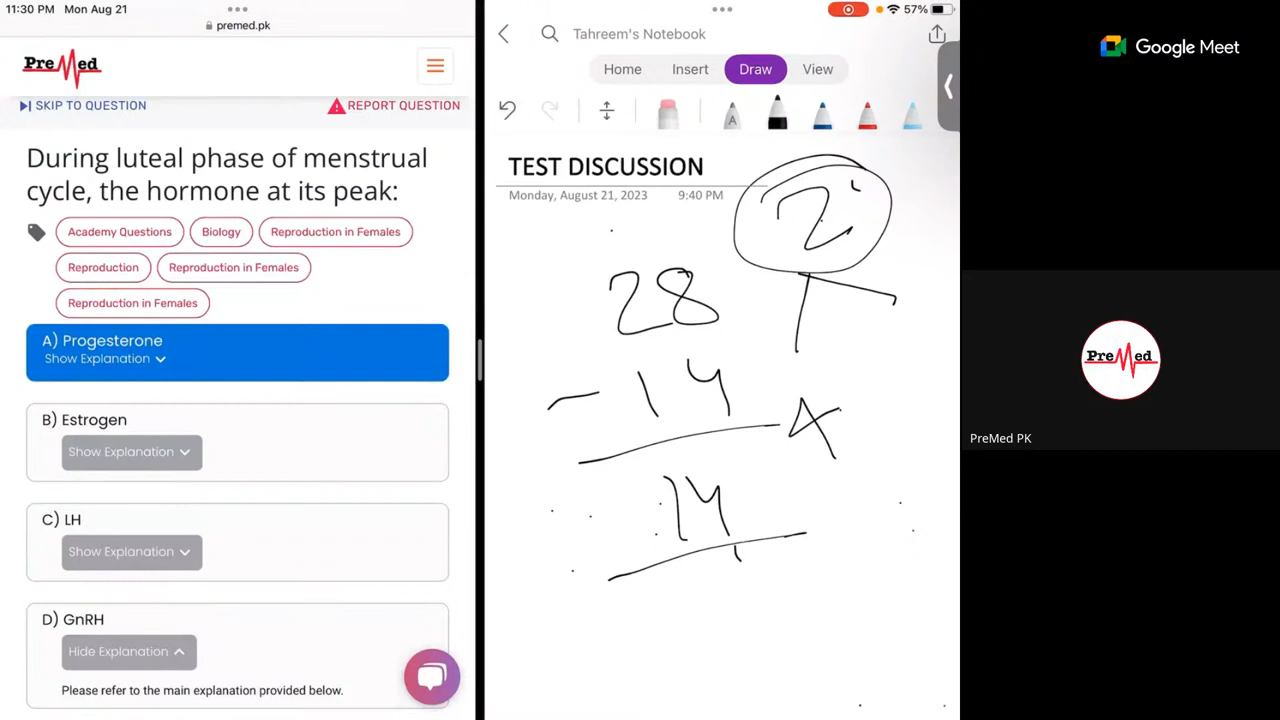 11:30 PM Mon Aug 21
premed.pk
PreMed
SKIP TO QUESTION
REPORT QUESTION
During luteal phase of menstrual
cycle, the hormone at its peak:
Academy Questions
Biology
Reproduction in Females
Reproduction
Reproduction in Females
Reproduction in Females
A) Progesterone
Show Explanation
B) Estrogen
Show Explanation
C) LH
Show Explanation
D) GnRH
Hide Explanation
Please refer to the main explanation provided below.
57%
Tahreem's Notebook
Home
Insert
Draw
View
A
TEST DISCUSSION
Monday, August 21, 2023
9:40 PM
28
- 14
14
Google Meet
PreMed
PreMed PK